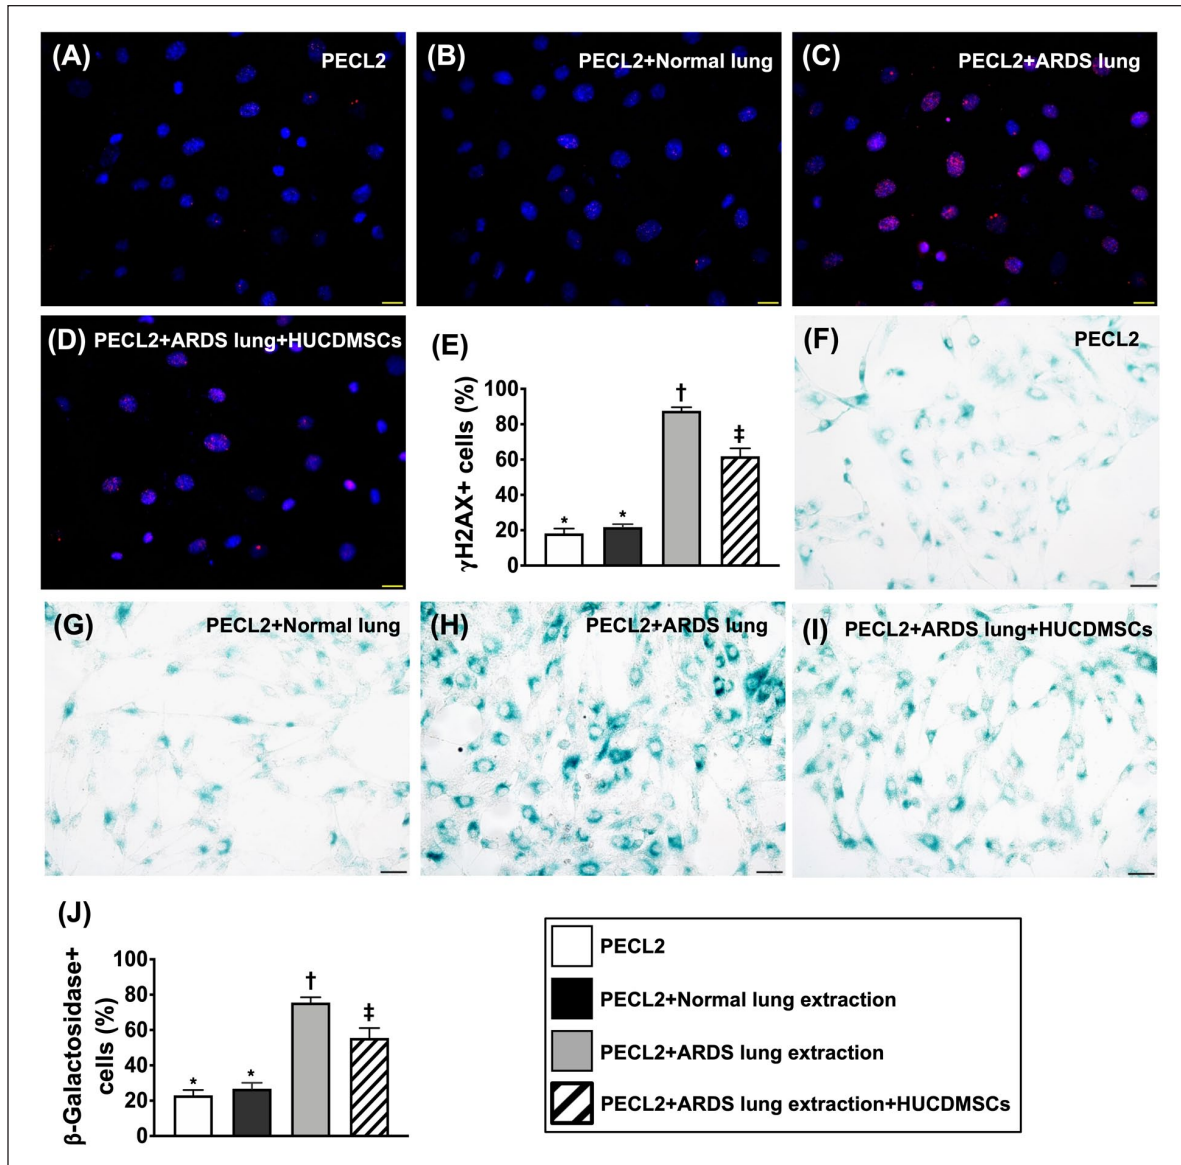 (A)
PECL2
(B)
PECL2+Normal lung
(C)
PECL2+ARDS lung
(D)
PECL2+ARDS lung+HUCDMSCs
(E)
γH2AX+ cells (%)
100
80
60
40
20
0
*
*
†
‡
(F)
PECL2
(G)
PECL2+Normal lung
(H)
PECL2+ARDS lung
(I)
PECL2+ARDS lung+HUCDMSCs
(J)
β-Galactosidase+
cells (%)
100
80
60
40
20
0
*
*
†
‡
PECL2
PECL2+Normal lung extraction
PECL2+ARDS lung extraction
PECL2+ARDS lung extraction+HUCDMSCs